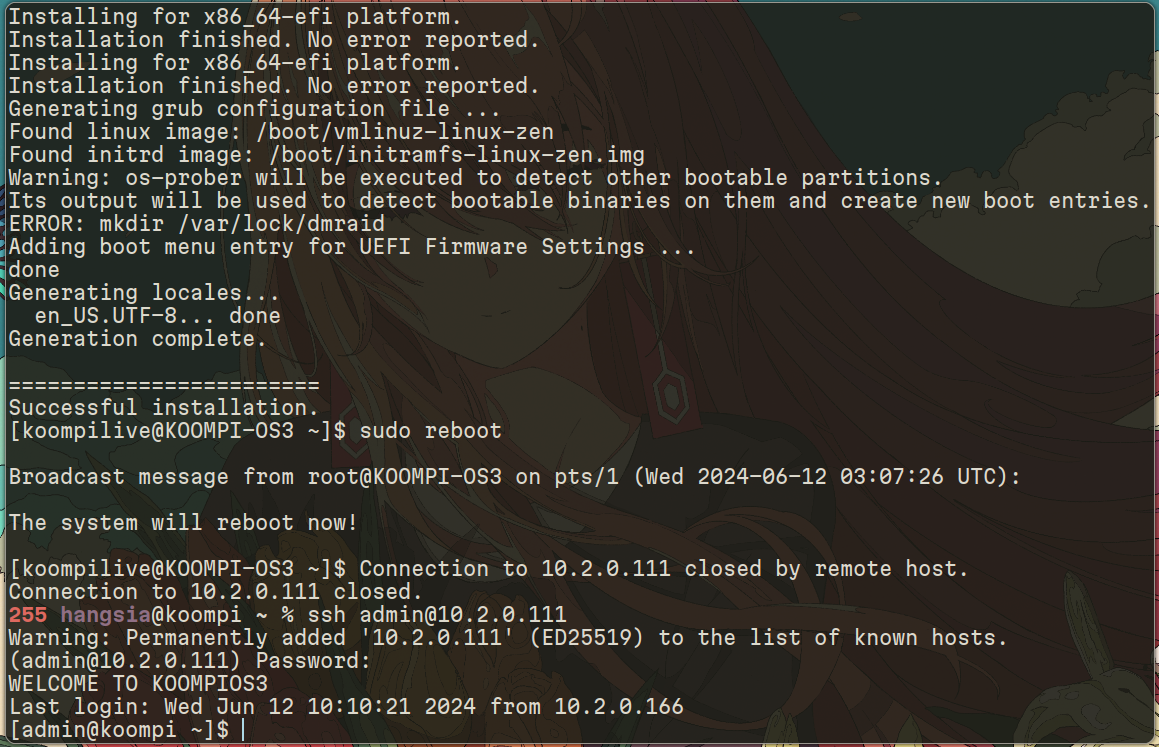 Installing for x86_64-efi platform.
Installation finished. No error reported.
Installing for x86_64-efi platform.
Installation finished. No error reported.
Generating grub configuration file ...
Found linux image: /boot/vmlinuz-linux-zen
Found initrd image: /boot/initramfs-linux-zen.img
Warning: os-prober will be executed to detect other bootable partitions.
Its output will be used to detect bootable binaries on them and create new boot entries.
ERROR: mkdir /var/lock/dmraid
Adding boot menu entry for UEFI Firmware Settings ...
done
Generating locales...
  en_US.UTF-8... done
Generation complete.

========================
Successful installation.
[koompilive@KOOMPI-OS3 ~]$ sudo reboot

Broadcast message from root@KOOMPI-OS3 on pts/1 (Wed 2024-06-12 03:07:26 UTC):

The system will reboot now!

[koompilive@KOOMPI-OS3 ~]$ Connection to 10.2.0.111 closed by remote host.
Connection to 10.2.0.111 closed.
255 hangsia@koompi ~ % ssh admin@10.2.0.111
Warning: Permanently added '10.2.0.111' (ED25519) to the list of known hosts.
(admin@10.2.0.111) Password:
WELCOME TO KOOMPIOS3
Last login: Wed Jun 12 10:10:21 2024 from 10.2.0.166
[admin@koompi ~]$